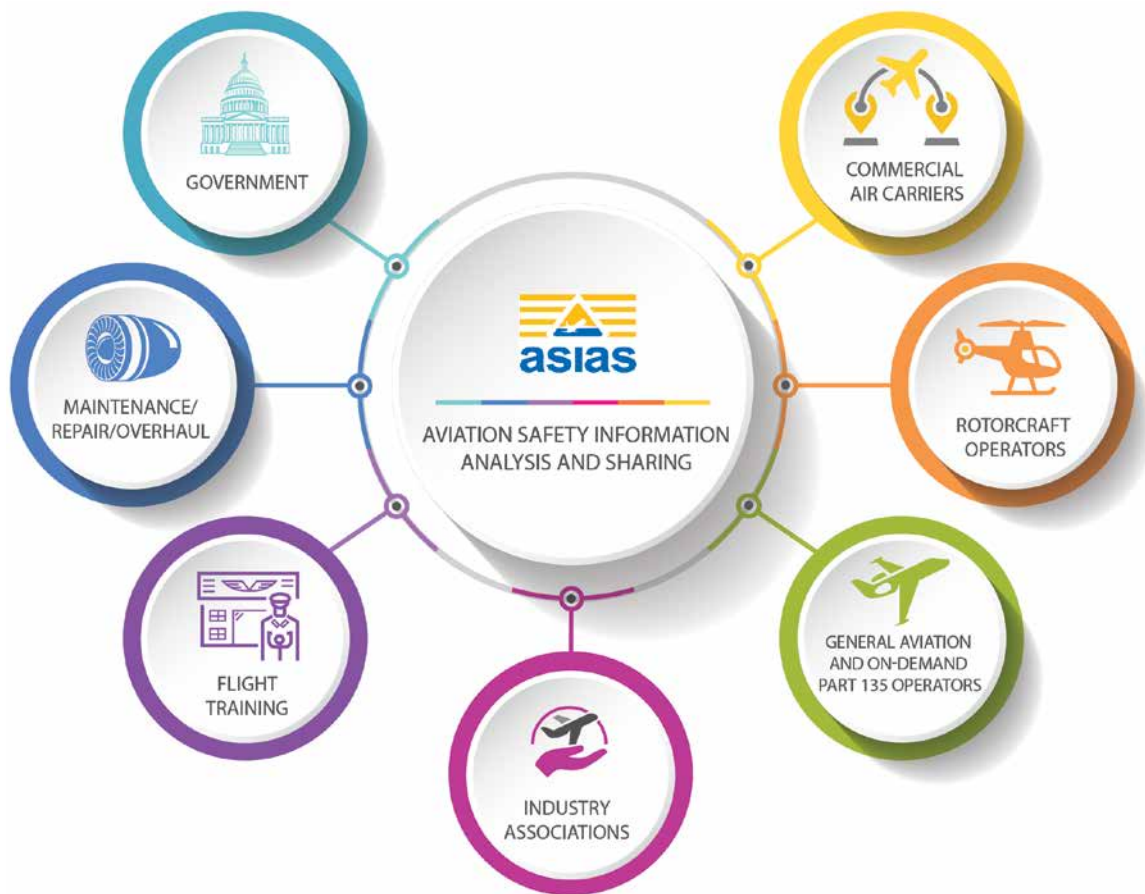 GOVERNMENT
COMMERCIAL
AIR CARRIERS
asias
AVIATION SAFETY INFORMATION
ANALYSIS AND SHARING
MAINTENANCE/
REPAIR/OVERHAUL
ROTORCRAFT
OPERATORS
FLIGHT
TRAINING
GENERAL AVIATION
AND ON-DEMAND
PART 135 OPERATORS
INDUSTRY
ASSOCIATIONS